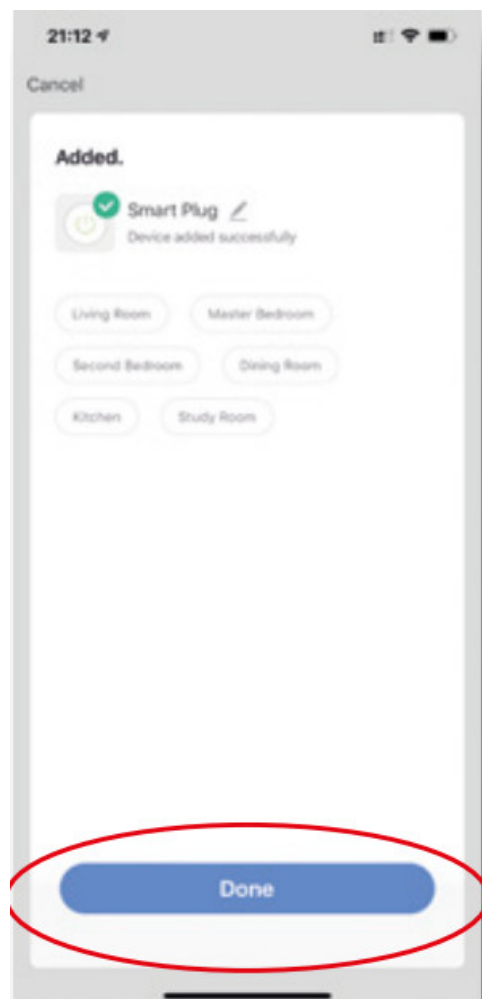 21:12
Cancel
Added.
Smart Plug
Device added successfully
Living Room Master Bedroom
Second Bedroom Dining Room
Kitchen Study Room
Done